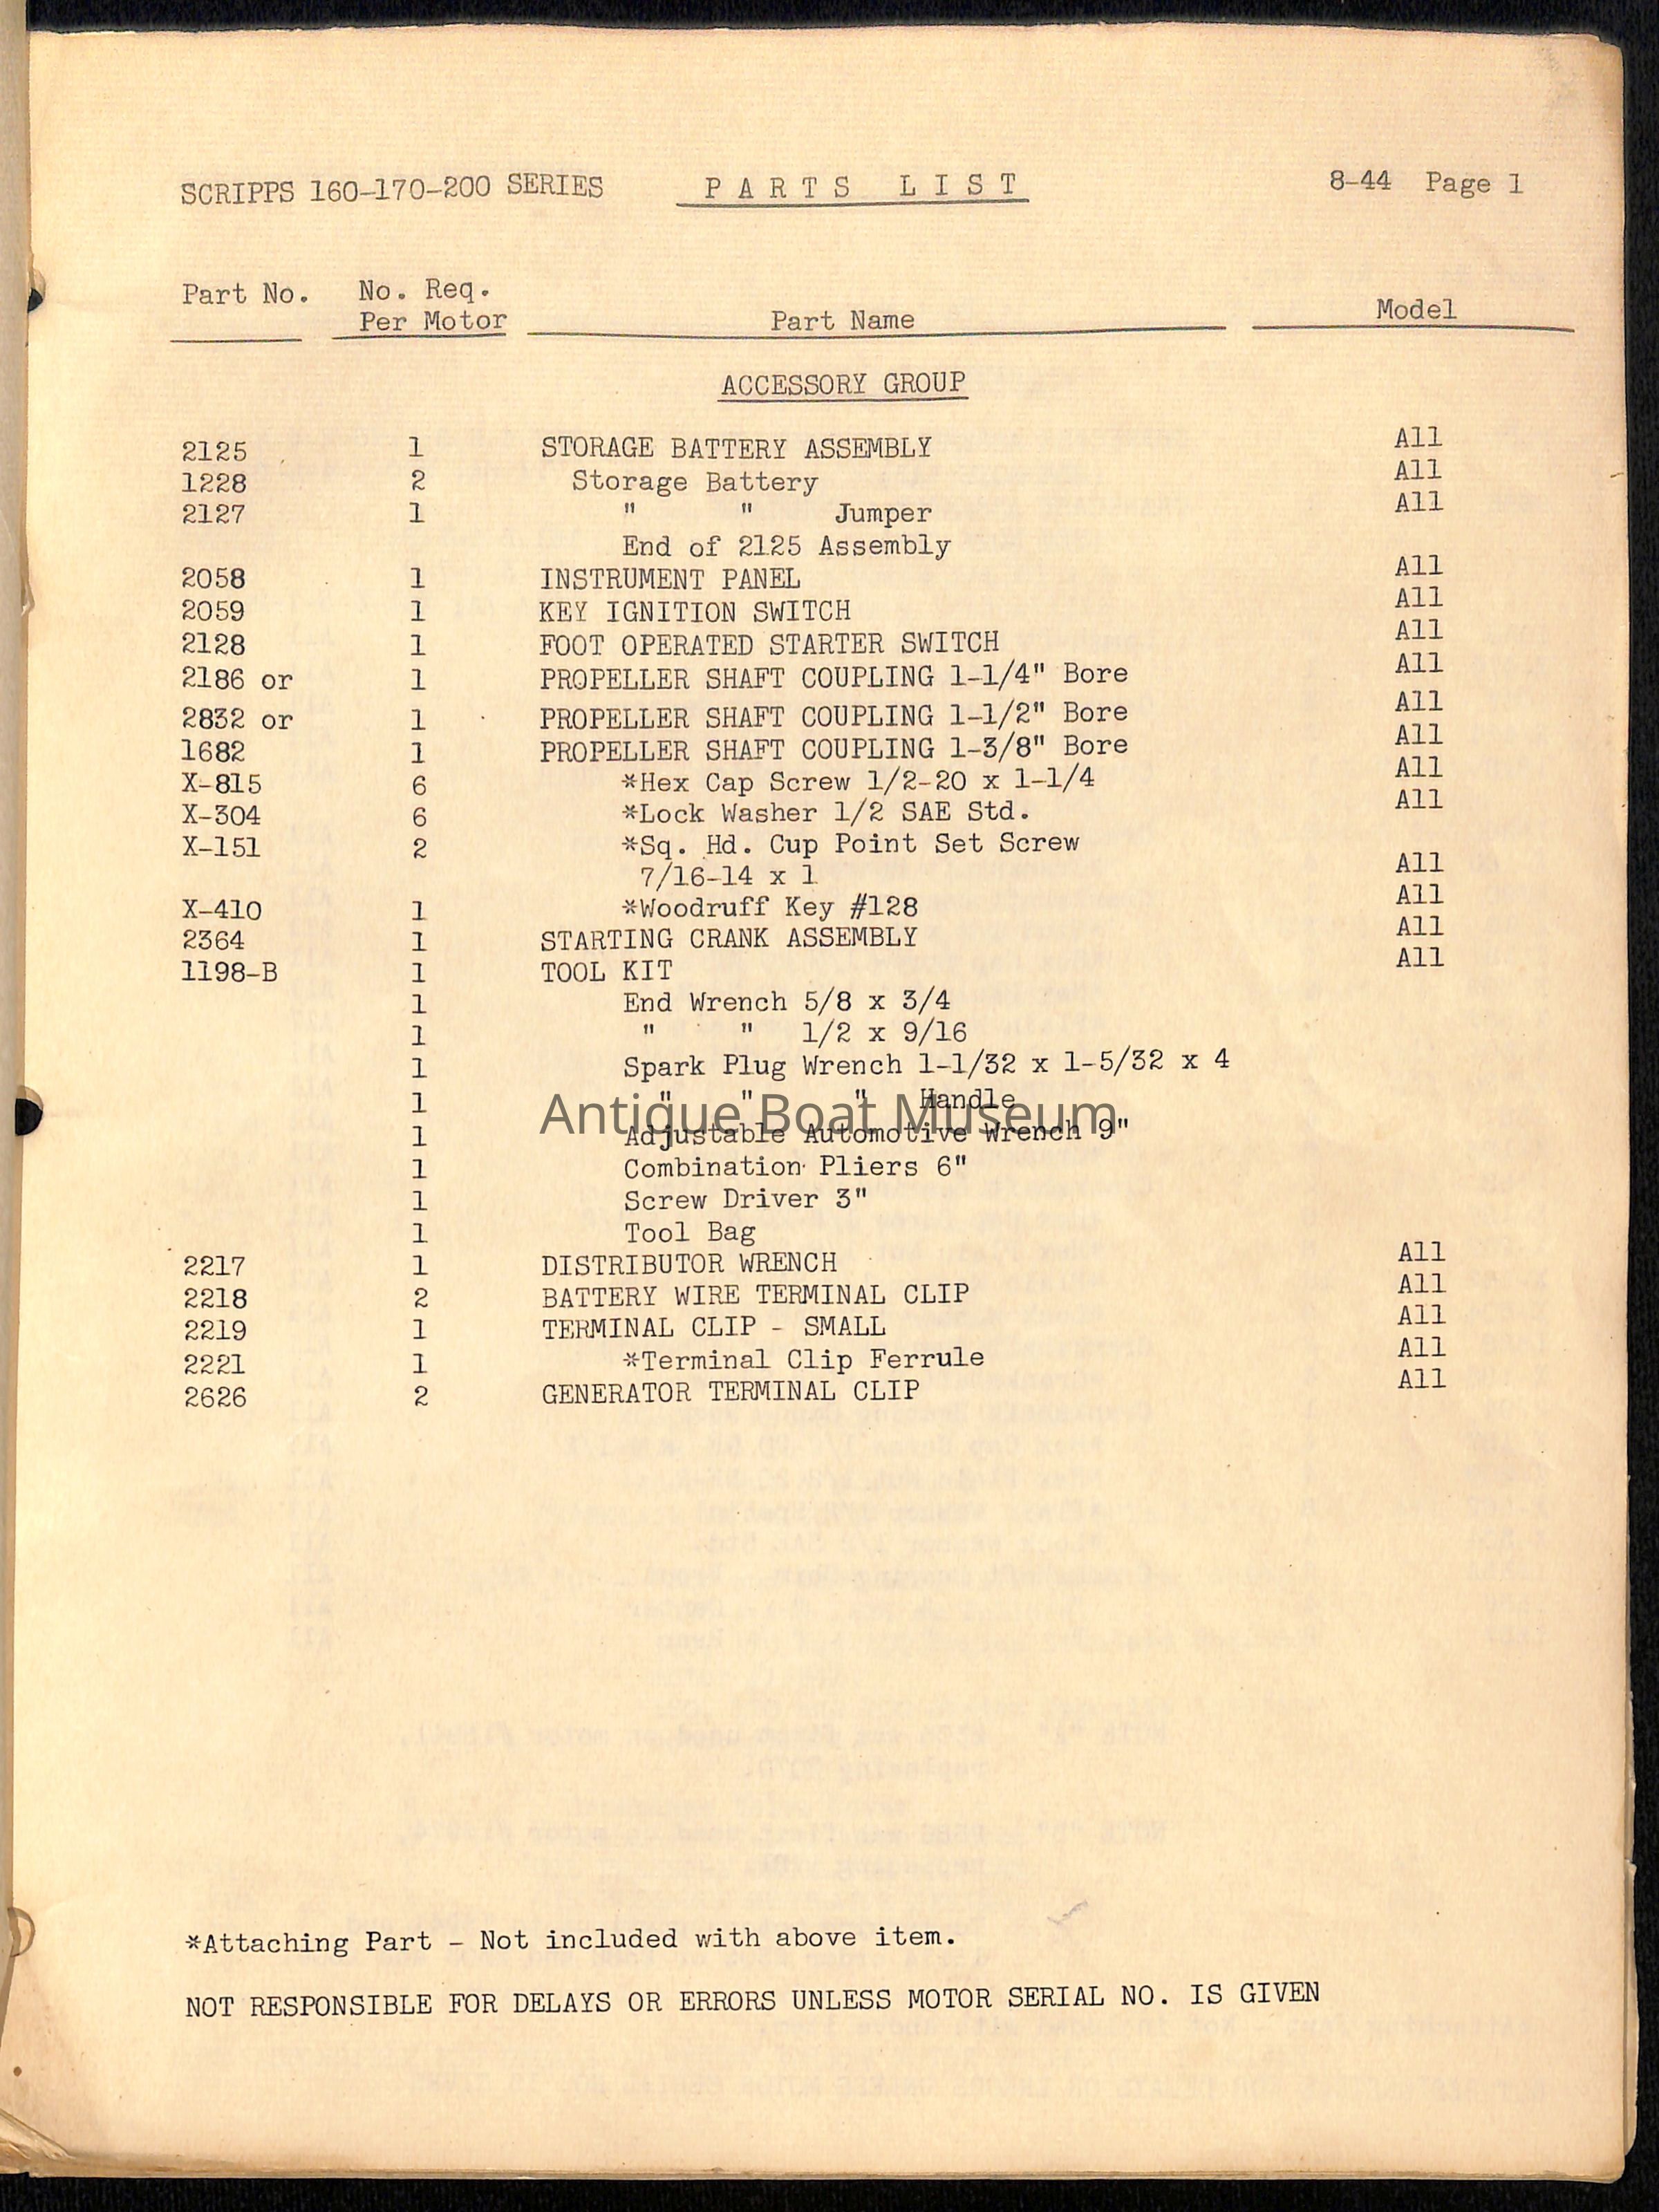 SCRIPPS 160-170-200 SERIES PARTS LIST 8-44 Page 1
Part No. No. Req. Per Motor Part Name Model
ACCESSORY GROUP
2125 1 STORAGE BATTERY ASSEMBLY All
1228 2 Storage Battery All
2127 1 " " Jumper All
End of 2125 Assembly
2058 1 INSTRUMENT PANEL All
2059 1 KEY IGNITION SWITCH All
2128 1 FOOT OPERATED STARTER SWITCH All
2186 or 1 PROPELLER SHAFT COUPLING 1-1/4" Bore All
2832 or 1 PROPELLER SHAFT COUPLING 1-1/2" Bore All
1682 1 PROPELLER SHAFT COUPLING 1-3/8" Bore All
X-815 6 *Hex Cap Screw 1/2-20 x 1-1/4 All
X-304 6 *Lock Washer 1/2 SAE Std. All
X-151 2 *Sq. Hd. Cup Point Set Screw
7/16-14 x 1 All
X-410 1 *Woodruff Key #128 All
2364 1 STARTING CRANK ASSEMBLY All
1198-B 1 TOOL KIT All
1 End Wrench 5/8 x 3/4
1 " " 1/2 x 9/16
1 Spark Plug Wrench 1-1/32 x 1-5/32 x 4
1 " " " Handle
Antique Boat Museum
1 Adjustable Automotive Wrench 9"
1 Combination Pliers 6"
1 Screw Driver 3"
1 Tool Bag
2217 1 DISTRIBUTOR WRENCH All
2218 2 BATTERY WIRE TERMINAL CLIP All
2219 1 TERMINAL CLIP - SMALL All
2221 1 *Terminal Clip Ferrule All
2626 2 GENERATOR TERMINAL CLIP All
*Attaching Part - Not included with above item.
NOT RESPONSIBLE FOR DELAYS OR ERRORS UNLESS MOTOR SERIAL NO. IS GIVEN